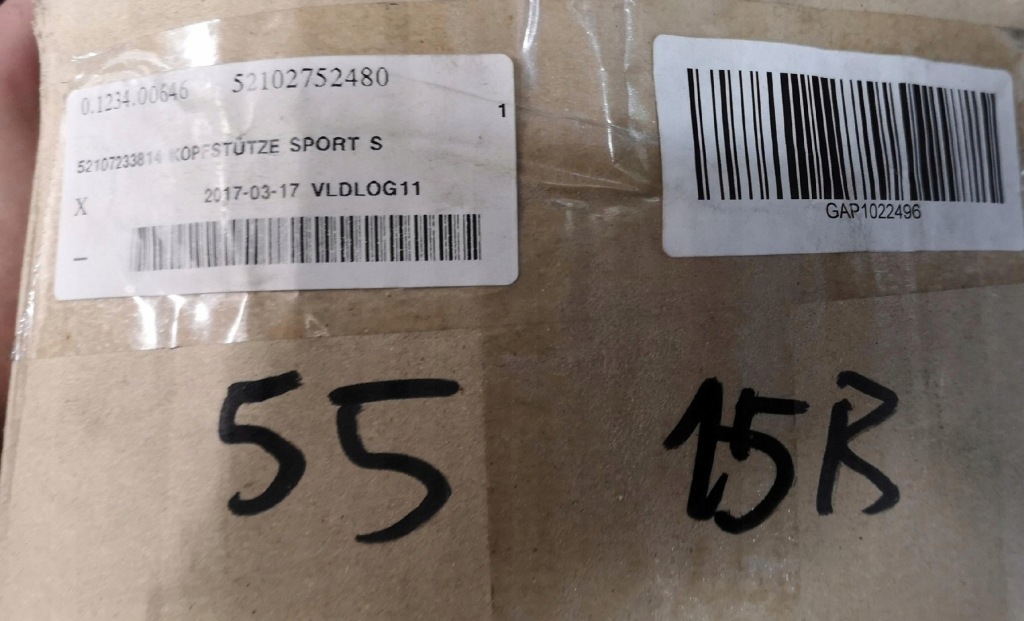 0.1234.00646 52102752480
1
52107233814 KOPFSTÜTZE SPORT S
X 2017-03-17 VLDLOG11
–
GAP1022496
55 15R